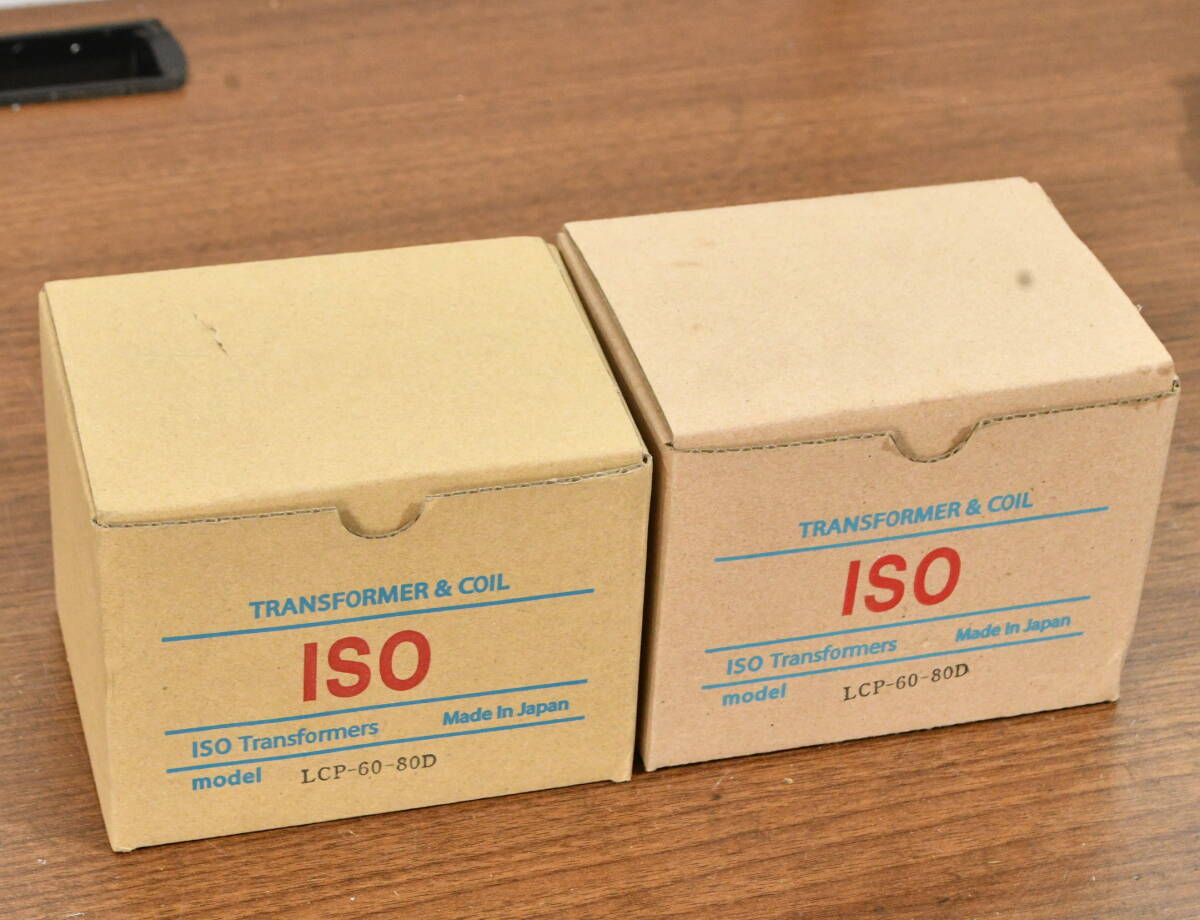 TRANSFORMER & COIL
ISO
ISO Transformers Made In Japan
model LCP-60-80D
TRANSFORMER & COIL
ISO
ISO Transformers Made In Japan
model LCP-60-80D